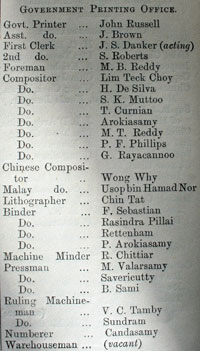 GOVERNMENT PRINTING OFFICE.
Govt. Printer ... John Russell
Asst. do. ... J. Brown
First Clerk ... J. S. Danker (acting)
2nd do. ... S. Roberts
Foreman ... M. B. Reddy
Compositor ... Lim Teck Choy
Do. ... H. De Silva
Do. ... S. K. Muttoo
Do. ... T. Curnian
Do. ... Arokiasamy
Do. ... M. T. Reddy
Do. ... P. F. Phillips
Do. ... G. Rayacannoo
Chinese Composi-
tor ... Wong Why
Malay do. ... Usop bin Hamad Nor
Lithographer ... Chin Tat
Binder ... F. Sebastian
Do. ... Rasindra Pillai
Do. ... Rettenham
Do. ... P. Arokiasamy
Machine Minder R. Chittiar
Pressman ... M. Valarsamy
Do. ... Savericutty
Do. ... B. Sami
Ruling Machine-
man ... V. C. Tamby
Do. ... Sundram
Numberer ... Candasamy
Warehouseman ... (vacant)